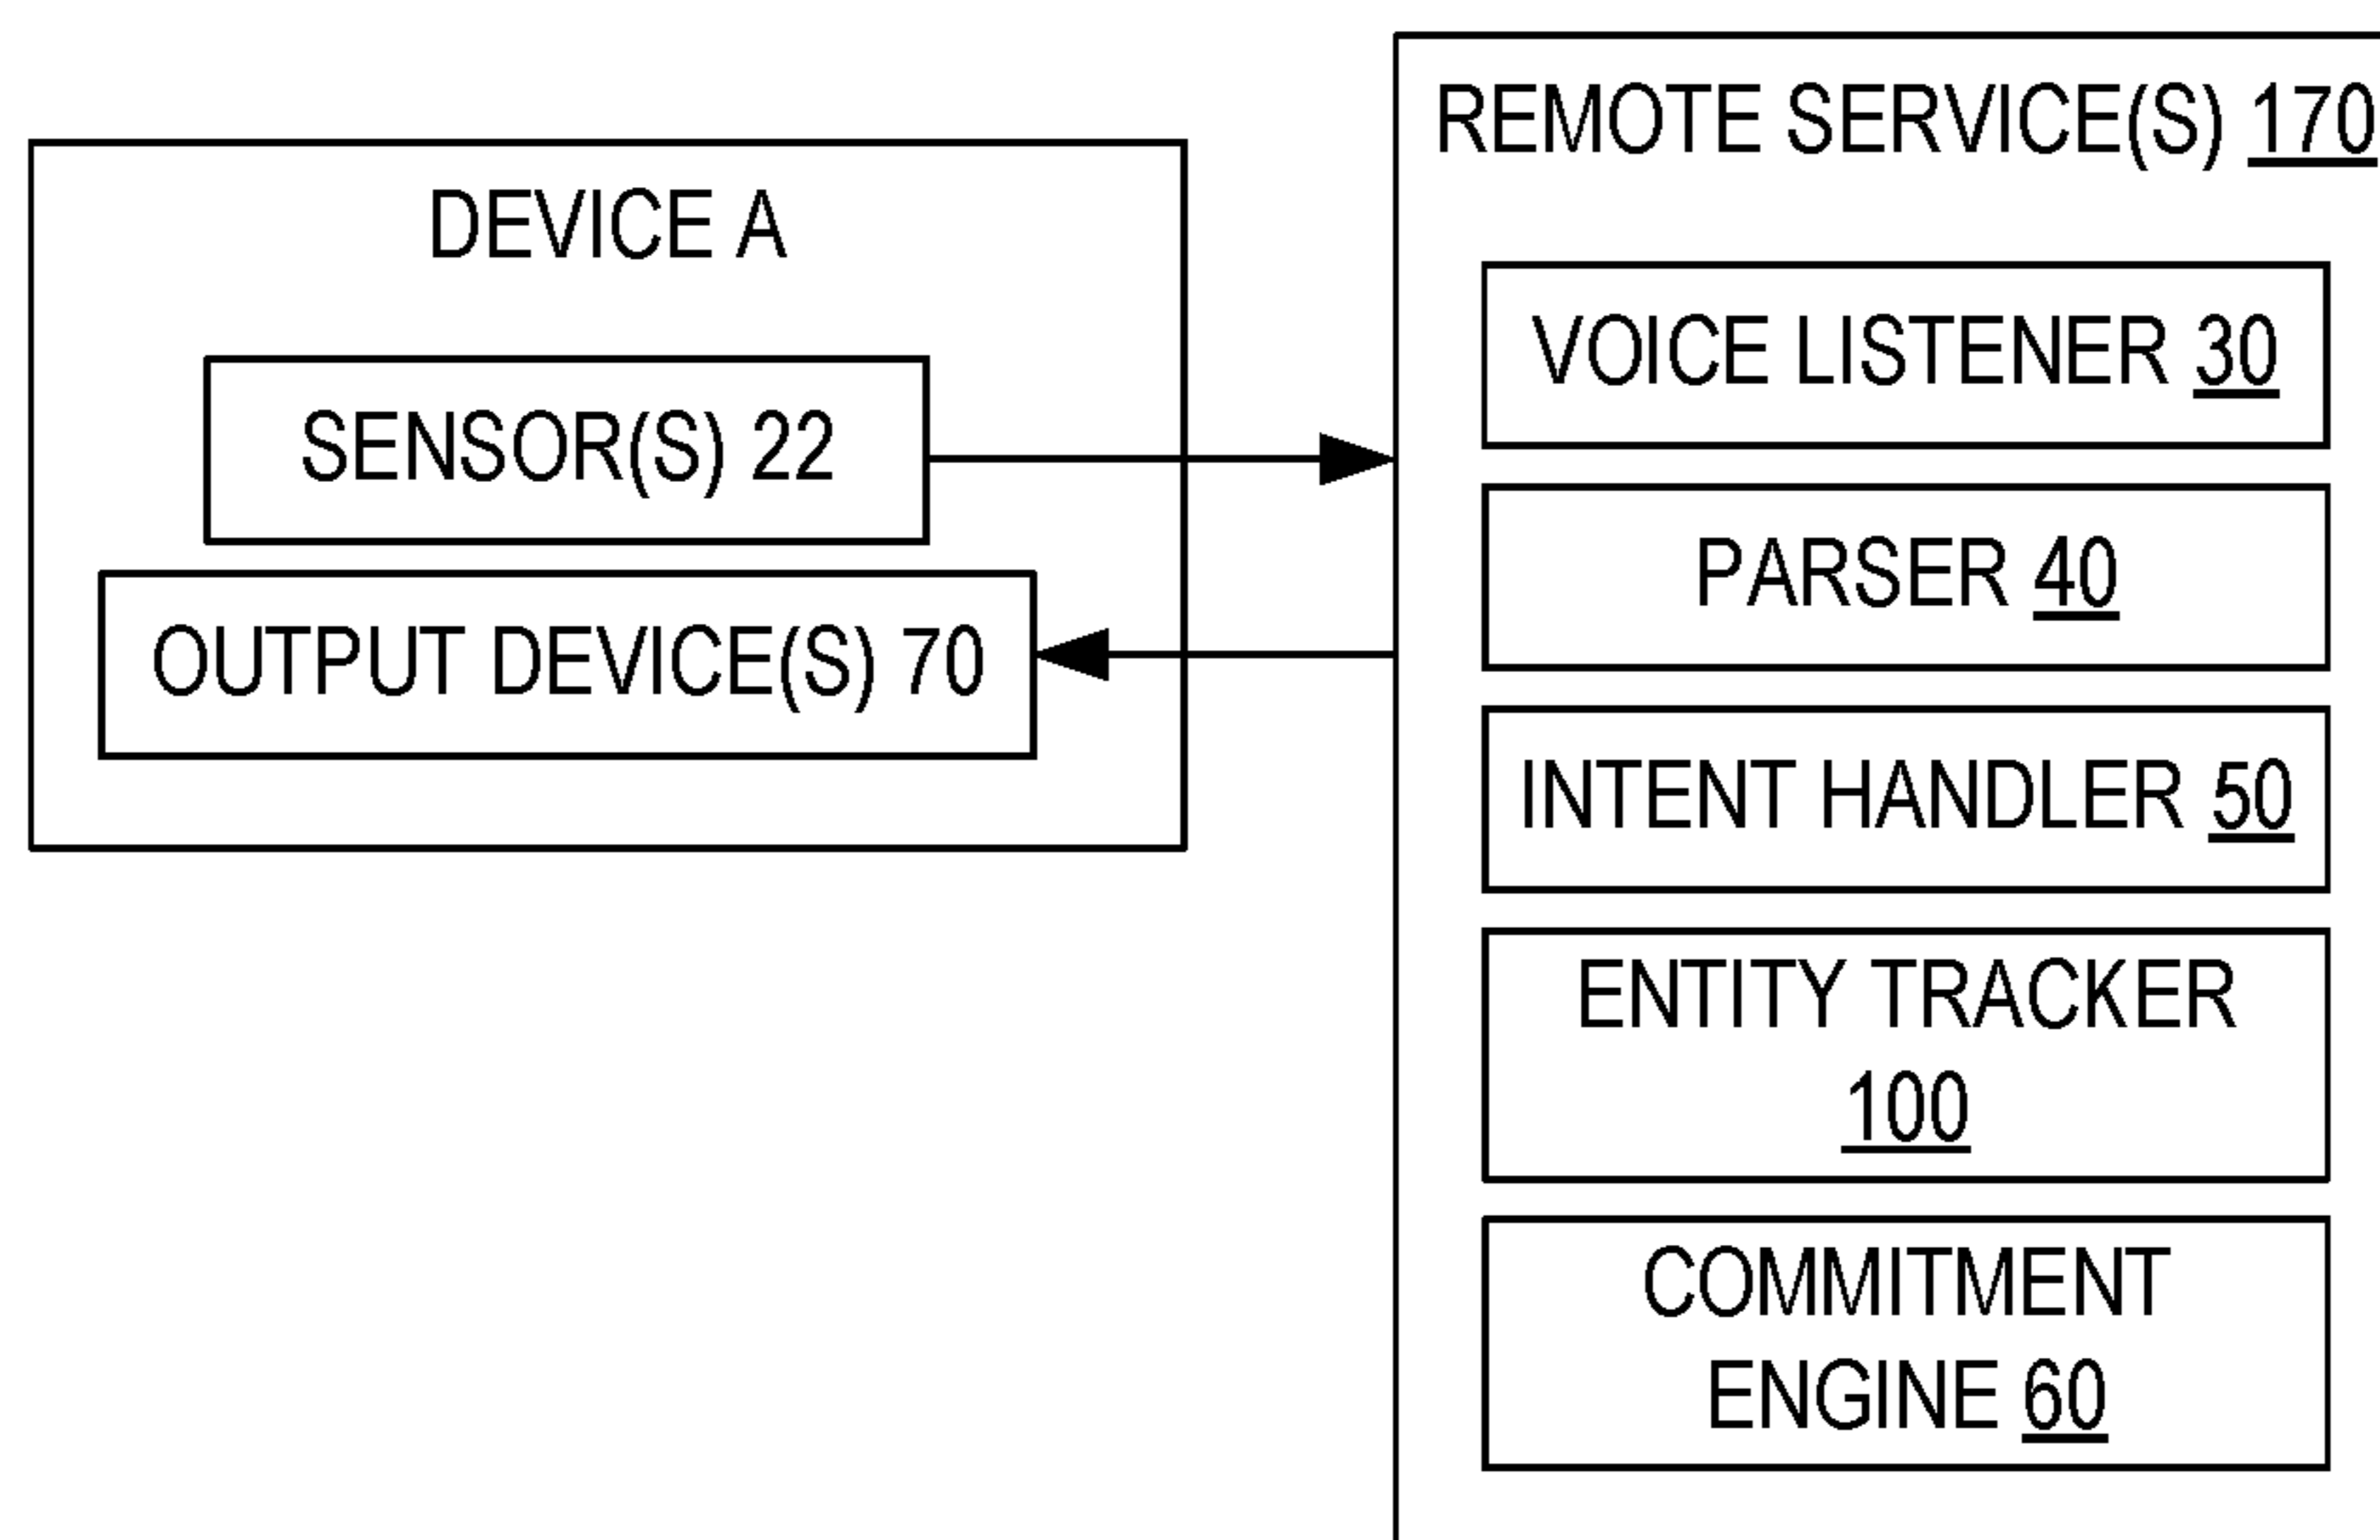 DEVICE A
SENSOR(S) 22
OUTPUT DEVICE(S) 70
REMOTE SERVICE(S) 170
VOICE LISTENER 30
PARSER 40
INTENT HANDLER 50
ENTITY TRACKER
100
COMMITMENT
ENGINE 60